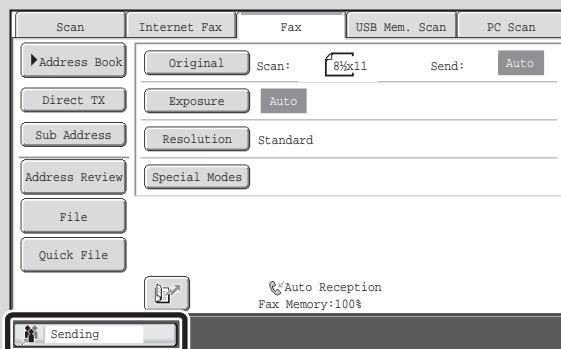 Scan Internet Fax Fax USB Mem. Scan PC Scan
Address Book Original Scan: 8½x11 Send: Auto
Direct TX Exposure Auto
Sub Address Resolution Standard
Address Review Special Modes
File
Quick File
Auto Reception
Fax Memory:100%
Sending